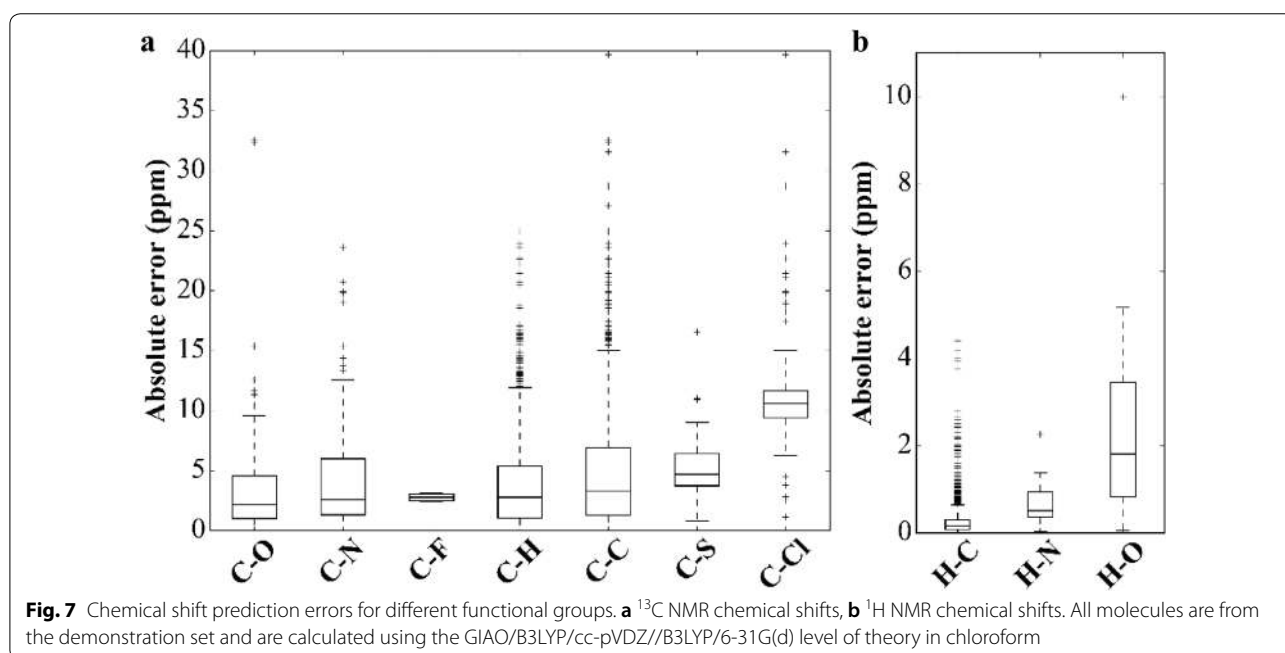 a
40
35
30
25
20
15
10
5
0
Absolute error (ppm)
C-O
C-N
C-F
C-H
C-C
C-S
C-Cl
b
10
8
6
4
2
0
Absolute error (ppm)
H-C
H-N
H-O
Fig. 7 Chemical shift prediction errors for different functional groups. a ¹³C NMR chemical shifts, b ¹H NMR chemical shifts. All molecules are from
the demonstration set and are calculated using the GIAO/B3LYP/cc-pVDZ//B3LYP/6-31G(d) level of theory in chloroform